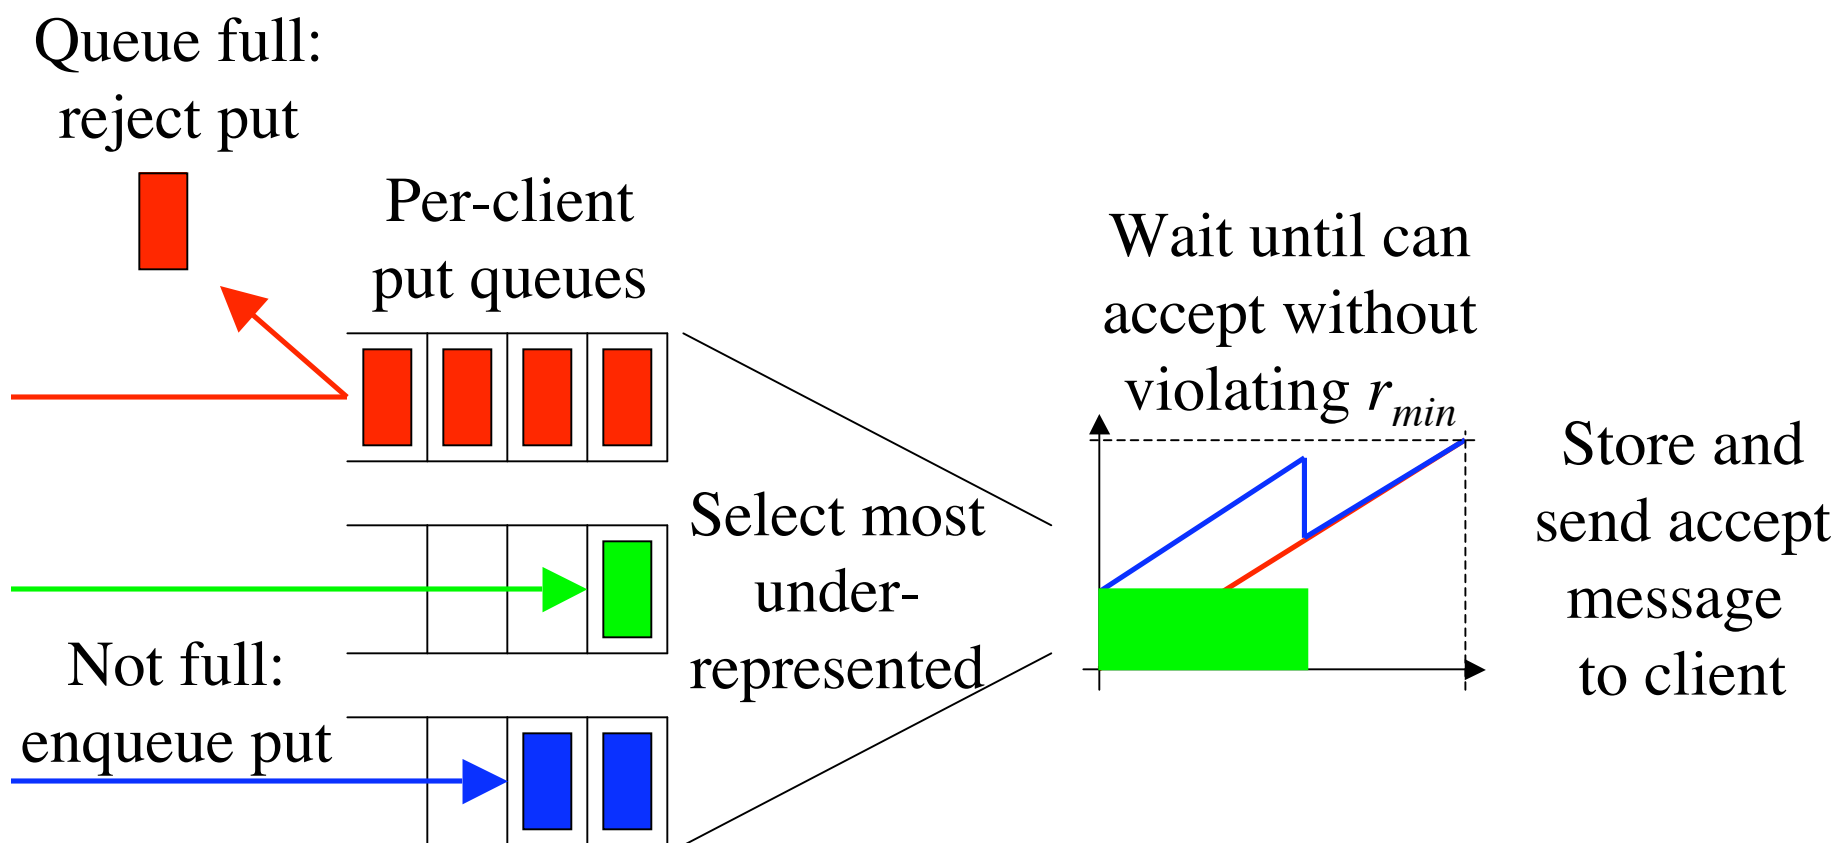 Queue full:
reject put
Per-client
put queues
Wait until can
accept without
violating r_min
Select most
under-
represented
Store and
send accept
message
to client
Not full:
enqueue put